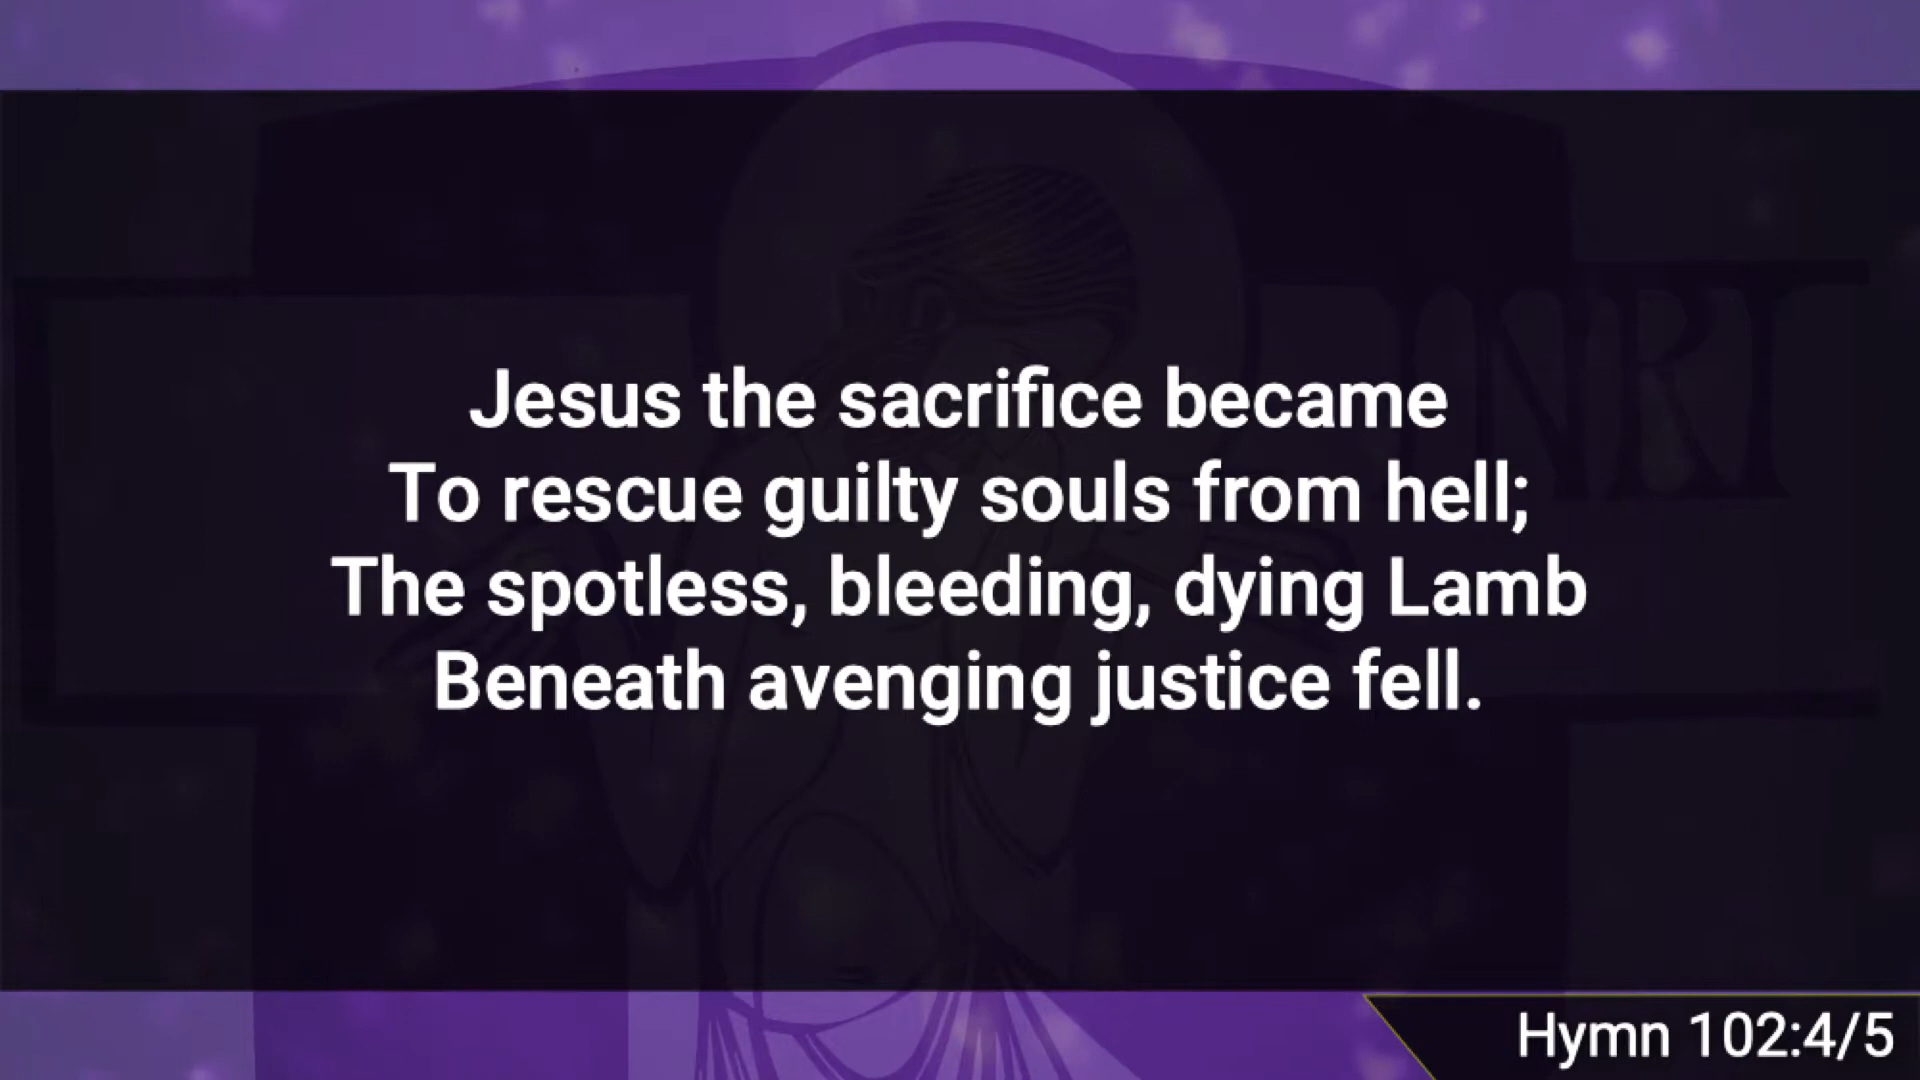 INRI
Jesus the sacrifice became
To rescue guilty souls from hell;
The spotless, bleeding, dying Lamb
Beneath avenging justice fell.
Hymn 102:4/5